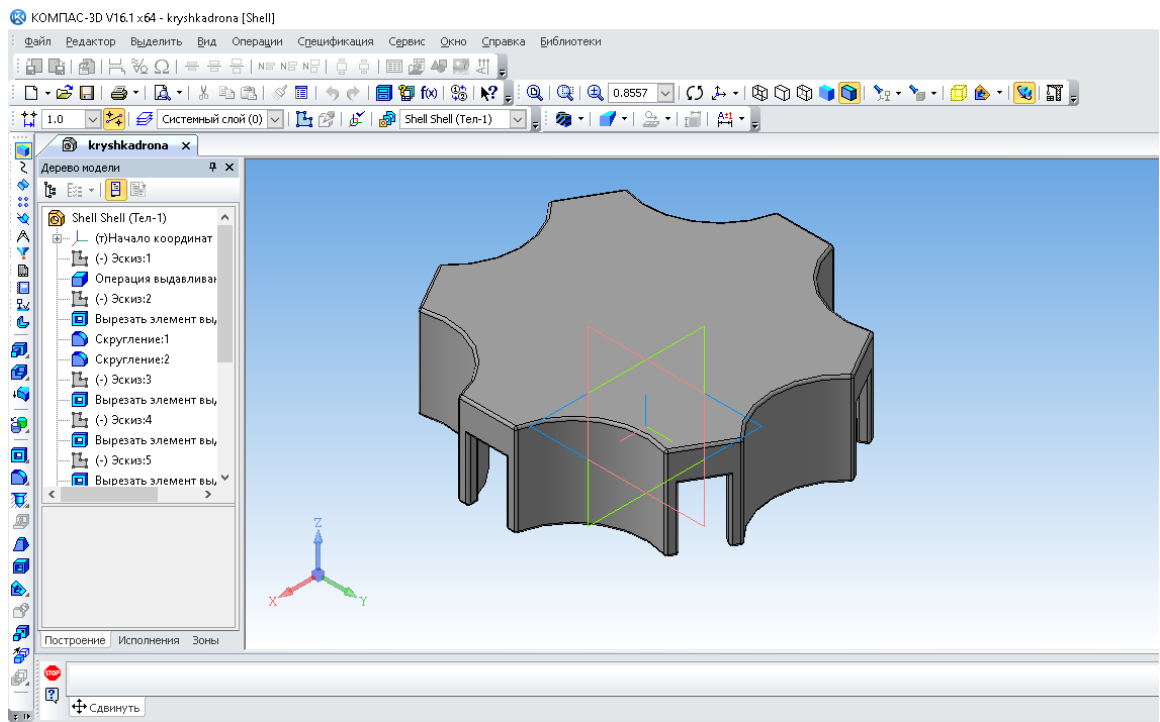 КОМПАС-3D V16.1 x64 - kryshkadrona [Shell]
Файл Редактор Выделить Вид Операции Спецификация Сервис Окно Справка Библиотеки
0.8557
1.0 Системный слой (0) Shell Shell (Тел-1)
kryshkadrona
Дерево модели
Shell Shell (Тел-1)
(т)Начало координат
(-) Эскиз:1
Операция выдавливан
(-) Эскиз:2
Вырезать элемент вы,
Скругление:1
Скругление:2
(-) Эскиз:3
Вырезать элемент вы,
(-) Эскиз:4
Вырезать элемент вы,
(-) Эскиз:5
Вырезать элемент вы,
Z
X
Y
Построение Исполнения Зоны
STOP
Сдвинуть